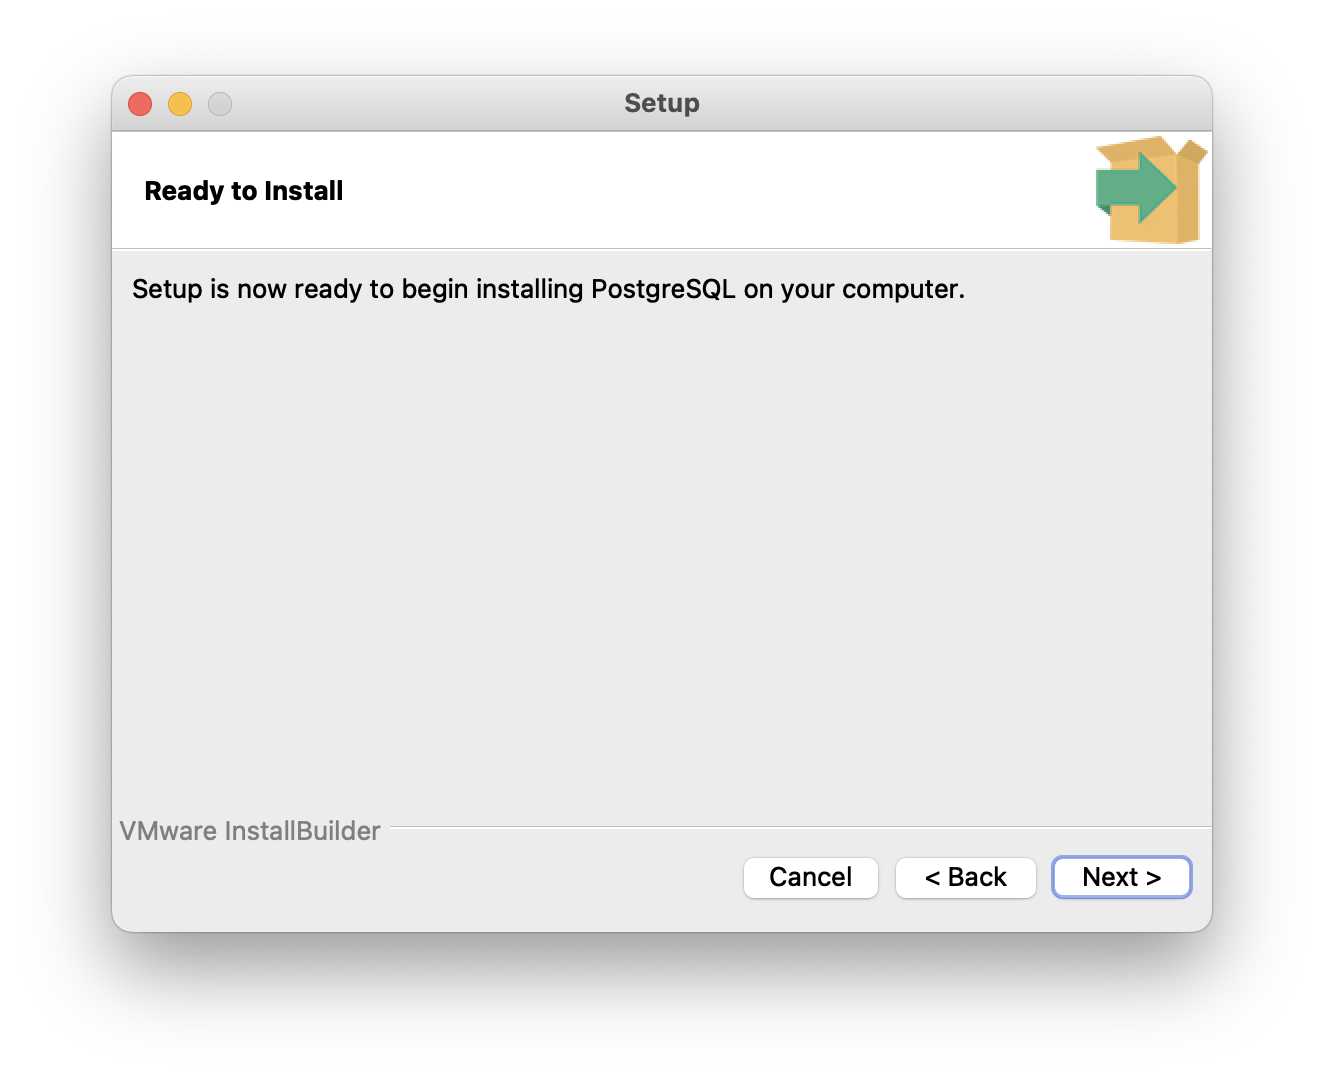 Setup
Ready to Install
Setup is now ready to begin installing PostgreSQL on your computer.
VMware InstallBuilder
Cancel
< Back
Next >